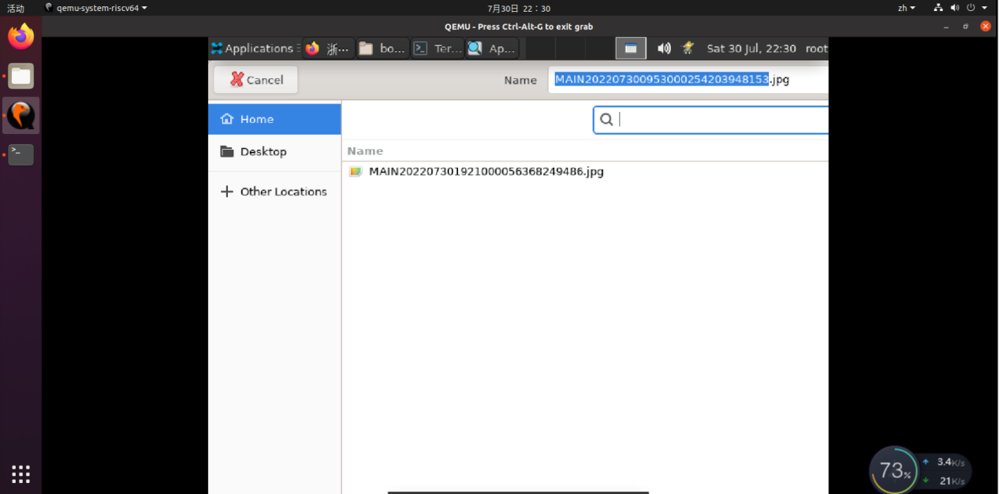 活动 qemu-system-riscv64 7月30日 22：30 zh
QEMU - Press Ctrl-Alt-G to exit grab
Applications 浙... bo... Ter... Ap... Sat 30 Jul, 22:30 root
Cancel Name MAIN202207300953000254203948153.jpg
Home
Desktop
Name
MAIN202207301921000056368249486.jpg
Other Locations
73% 3.4K/s
21K/s